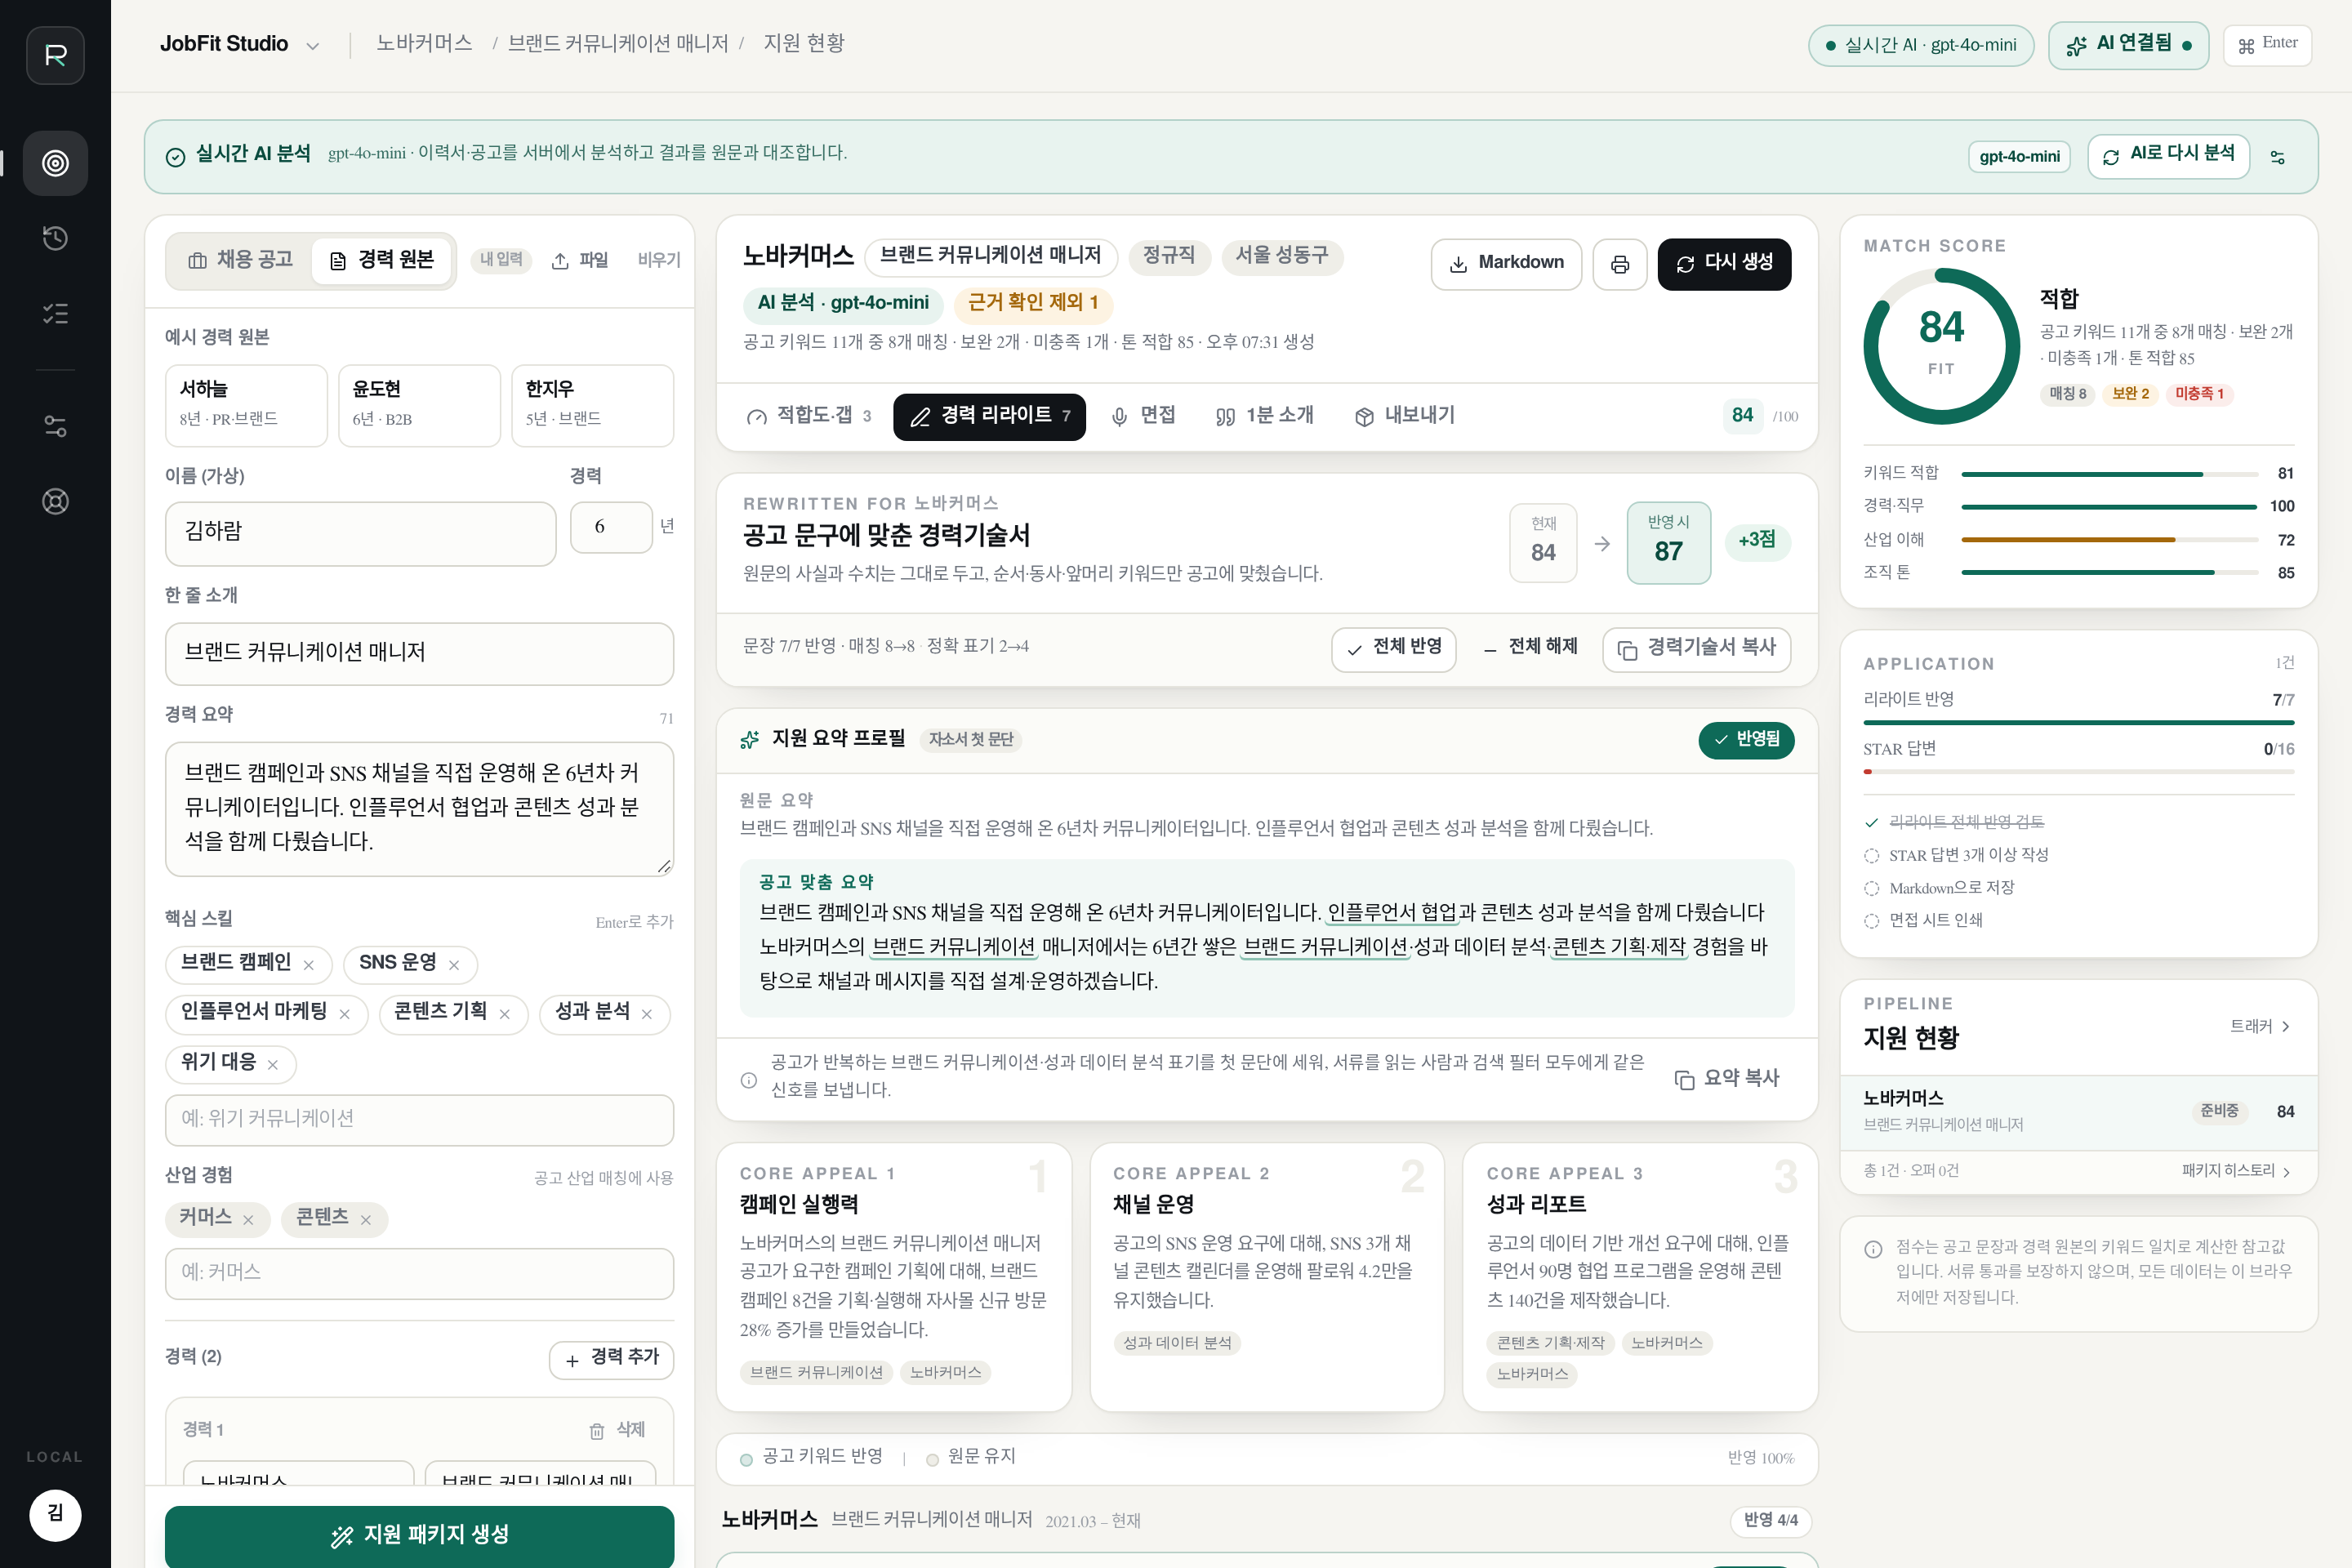 JobFit Studio
노바커머스 / 브랜드 커뮤니케이션 매니저 / 지원 현황
실시간 AI · gpt-4o-mini
AI 연결됨
⌘ Enter
실시간 AI 분석 gpt-4o-mini · 이력서·공고를 서버에서 분석하고 결과를 원문과 대조합니다.
gpt-4o-mini
AI로 다시 분석
채용 공고
경력 원본
내 입력
파일
비우기
예시 경력 원본
서하늘
8년 · PR·브랜드
윤도현
6년 · B2B
한지우
5년 · 브랜드
이름 (가상)
경력
김하람
6
년
한 줄 소개
브랜드 커뮤니케이션 매니저
경력 요약
71
브랜드 캠페인과 SNS 채널을 직접 운영해 온 6년차 커
뮤니케이터입니다. 인플루언서 협업과 콘텐츠 성과 분
석을 함께 다뤘습니다.
핵심 스킬
Enter로 추가
브랜드 캠페인
SNS 운영
인플루언서 마케팅
콘텐츠 기획
성과 분석
위기 대응
예: 위기 커뮤니케이션
산업 경험
공고 산업 매칭에 사용
커머스
콘텐츠
예: 커머스
경력 (2)
경력 추가
경력 1
삭제
노바커머스
브랜드 커뮤니케이션 매니
지원 패키지 생성
LOCAL
김
노바커머스
브랜드 커뮤니케이션 매니저
정규직
서울 성동구
AI 분석 · gpt-4o-mini
근거 확인 제외 1
공고 키워드 11개 중 8개 매칭 · 보완 2개 · 미충족 1개 · 톤 적합 85 · 오후 07:31 생성
Markdown
다시 생성
적합도·갭 3
경력 리라이트 7
면접
1분 소개
내보내기
84 /100
REWRITTEN FOR 노바커머스
공고 문구에 맞춘 경력기술서
원문의 사실과 수치는 그대로 두고, 순서·동사·앞머리 키워드만 공고에 맞췄습니다.
현재
84
반영 시
87
+3점
문장 7/7 반영 · 매칭 8→8 · 정확 표기 2→4
전체 반영
전체 해제
경력기술서 복사
지원 요약 프로필
자소서 첫 문단
반영됨
원문 요약
브랜드 캠페인과 SNS 채널을 직접 운영해 온 6년차 커뮤니케이터입니다. 인플루언서 협업과 콘텐츠 성과 분석을 함께 다뤘습니다.
공고 맞춤 요약
브랜드 캠페인과 SNS 채널을 직접 운영해 온 6년차 커뮤니케이터입니다. 인플루언서 협업과 콘텐츠 성과 분석을 함께 다뤘습니다
노바커머스의 브랜드 커뮤니케이션 매니저에서는 6년간 쌓은 브랜드 커뮤니케이션·성과 데이터 분석·콘텐츠 기획·제작 경험을 바
탕으로 채널과 메시지를 직접 설계·운영하겠습니다.
공고가 반복하는 브랜드 커뮤니케이션·성과 데이터 분석 표기를 첫 문단에 세워, 서류를 읽는 사람과 검색 필터 모두에게 같은
신호를 보냅니다.
요약 복사
CORE APPEAL 1
1
캠페인 실행력
노바커머스의 브랜드 커뮤니케이션 매니저
공고가 요구한 캠페인 기획에 대해, 브랜드
캠페인 8건을 기획·실행해 자사몰 신규 방문
28% 증가를 만들었습니다.
브랜드 커뮤니케이션
노바커머스
CORE APPEAL 2
2
채널 운영
공고의 SNS 운영 요구에 대해, SNS 3개 채
널 콘텐츠 캘린더를 운영해 팔로워 4.2만을
유지했습니다.
성과 데이터 분석
CORE APPEAL 3
3
성과 리포트
공고의 데이터 기반 개선 요구에 대해, 인플
루언서 90명 협업 프로그램을 운영해 콘텐
츠 140건을 제작했습니다.
콘텐츠 기획·제작
노바커머스
노바커머스
공고 키워드 반영 | 원문 유지
반영 100%
노바커머스 브랜드 커뮤니케이션 매니저 2021.03 – 현재
반영 4/4
MATCH SCORE
84
FIT
적합
공고 키워드 11개 중 8개 매칭 · 보완 2개
· 미충족 1개 · 톤 적합 85
매칭 8
보완 2
미충족 1
키워드 적합 81
경력·직무 100
산업 이해 72
조직 톤 85
APPLICATION
1건
리라이트 반영 7/7
STAR 답변 0/16
리라이트 전체 반영 검토
STAR 답변 3개 이상 작성
Markdown으로 저장
면접 시트 인쇄
PIPELINE
지원 현황
트래커
노바커머스
브랜드 커뮤니케이션 매니저
준비중
84
총 1건 · 오퍼 0건
패키지 히스토리
점수는 공고 문장과 경력 원본의 키워드 일치로 계산한 참고값
입니다. 서류 통과를 보장하지 않으며, 모든 데이터는 이 브라우
저에만 저장됩니다.